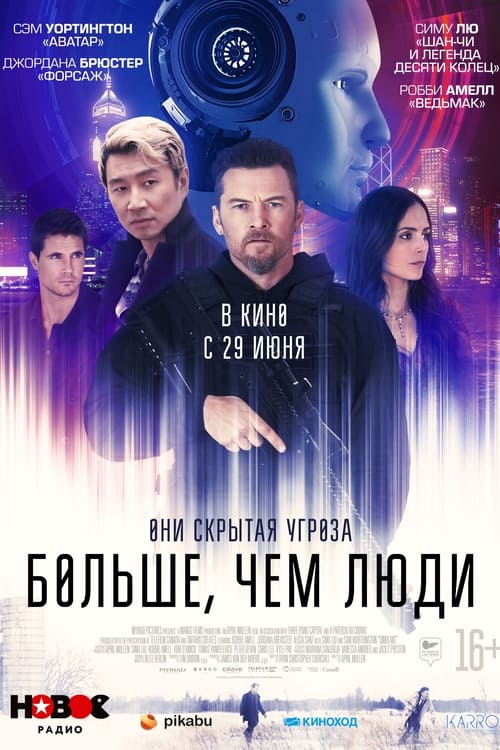 СЭМ УОРТИНГТОН
«АВАТАР»
ДЖОРДАНА БРЮСТЕР
«ФОРСАЖ»
СИМУ ЛЮ
«ШАН-ЧИ
И ЛЕГЕНДА
ДЕСЯТИ КОЛЕЦ»
РОББИ АМЕЛЛ
«ВЕДЬМАК»
В КИНО
С 29 ИЮНЯ
ОНИ СКРЫТАЯ УГРОЗА
БОЛЬШЕ, ЧЕМ ЛЮДИ
16+
НОВОЕ
РАДИО
pikabu
КИНОХОД
KARRO